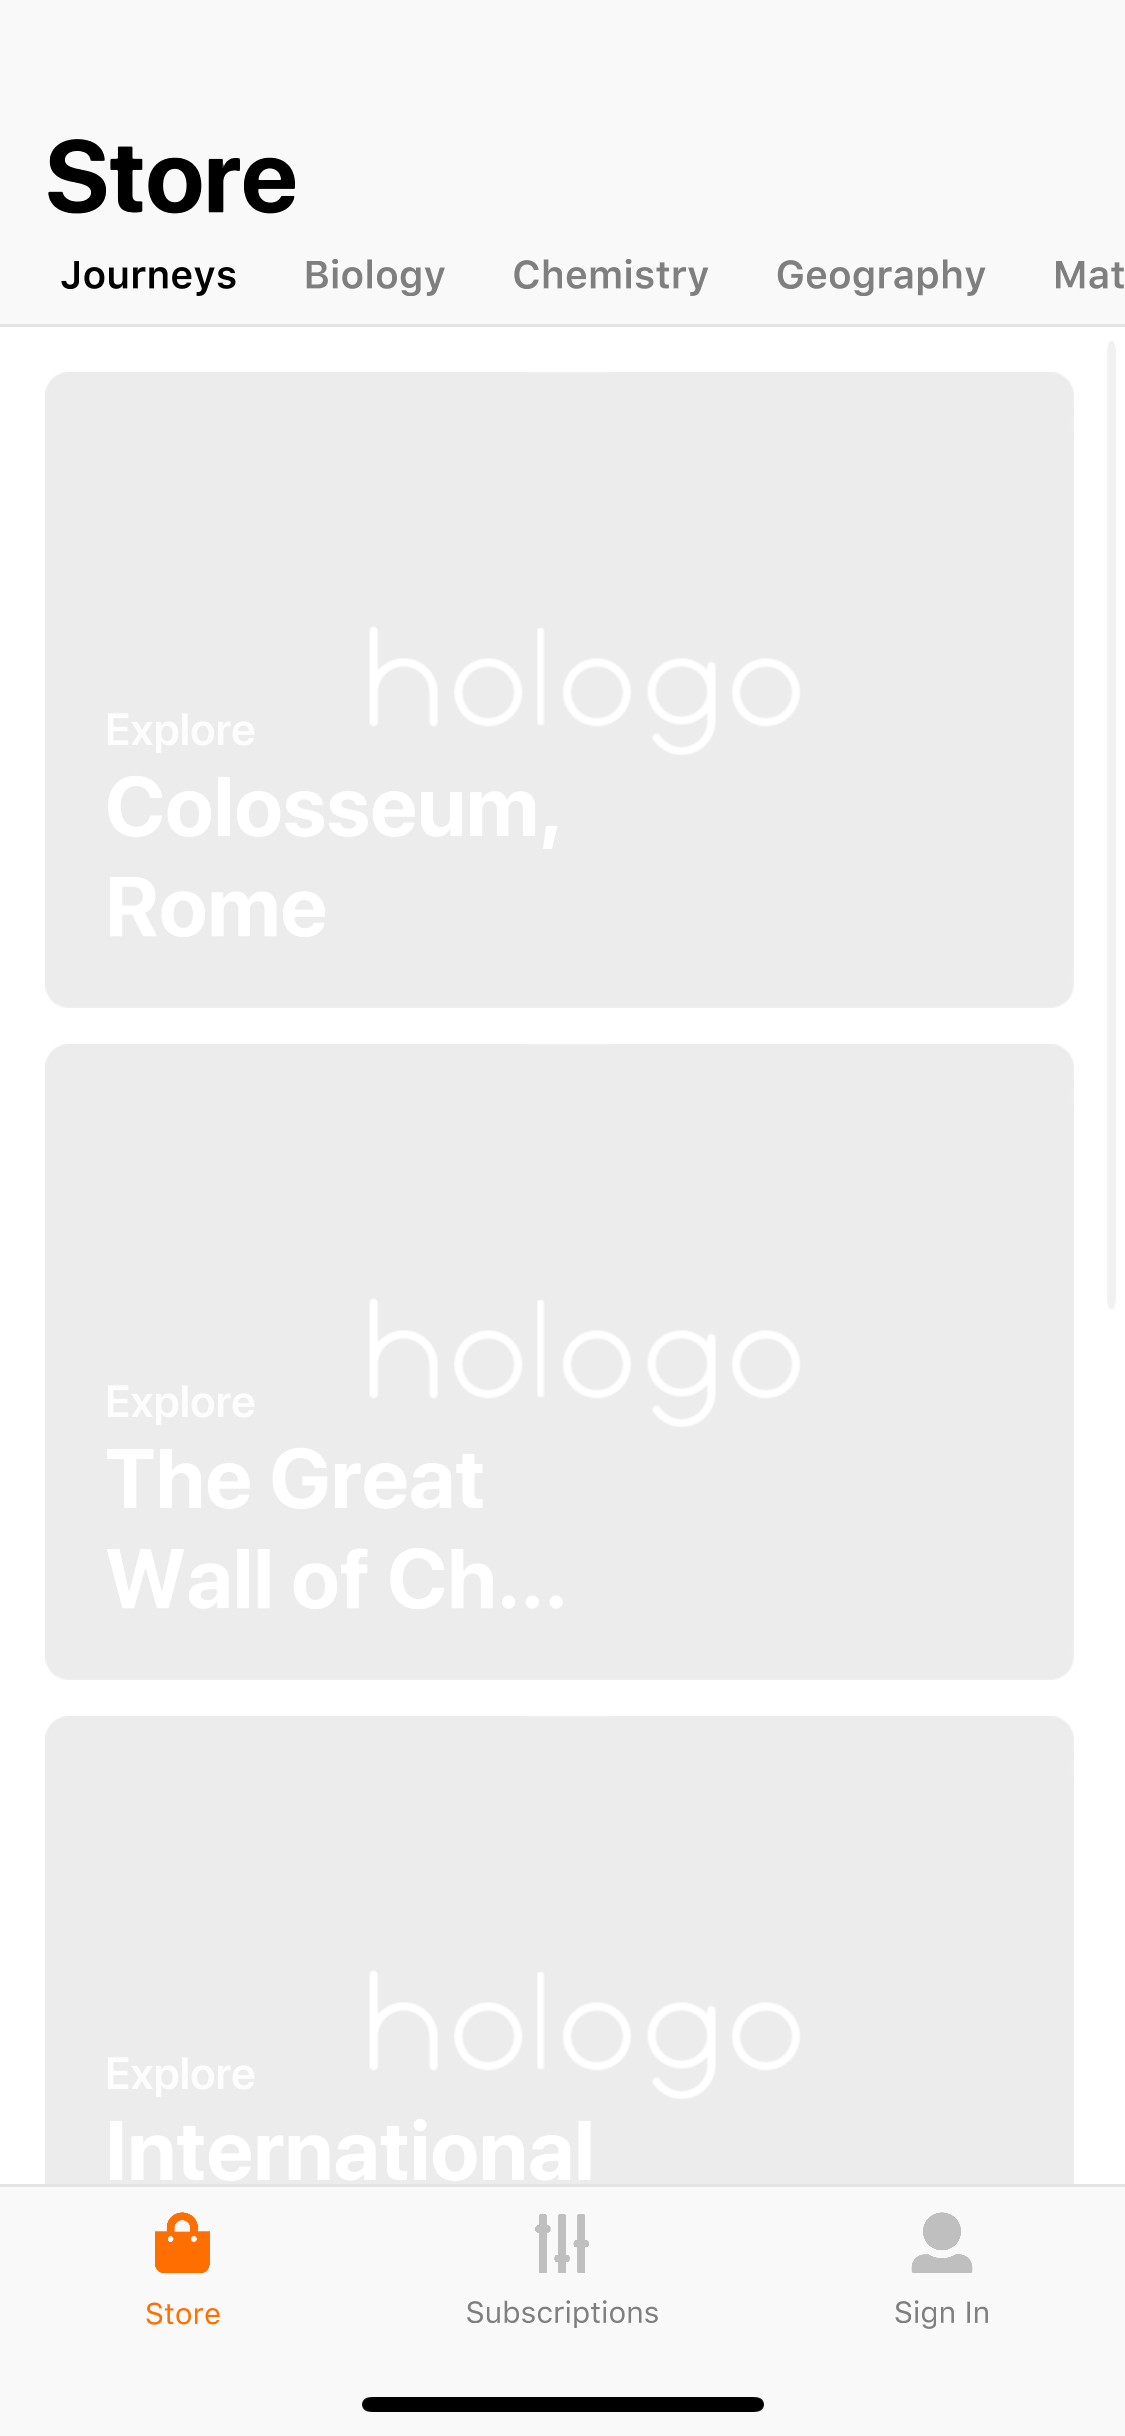 Store
Journeys Biology Chemistry Geography Mat
hologo
Explore
Colosseum,
Rome
hologo
Explore
The Great
Wall of Ch...
hologo
Explore
International
Store Subscriptions Sign In